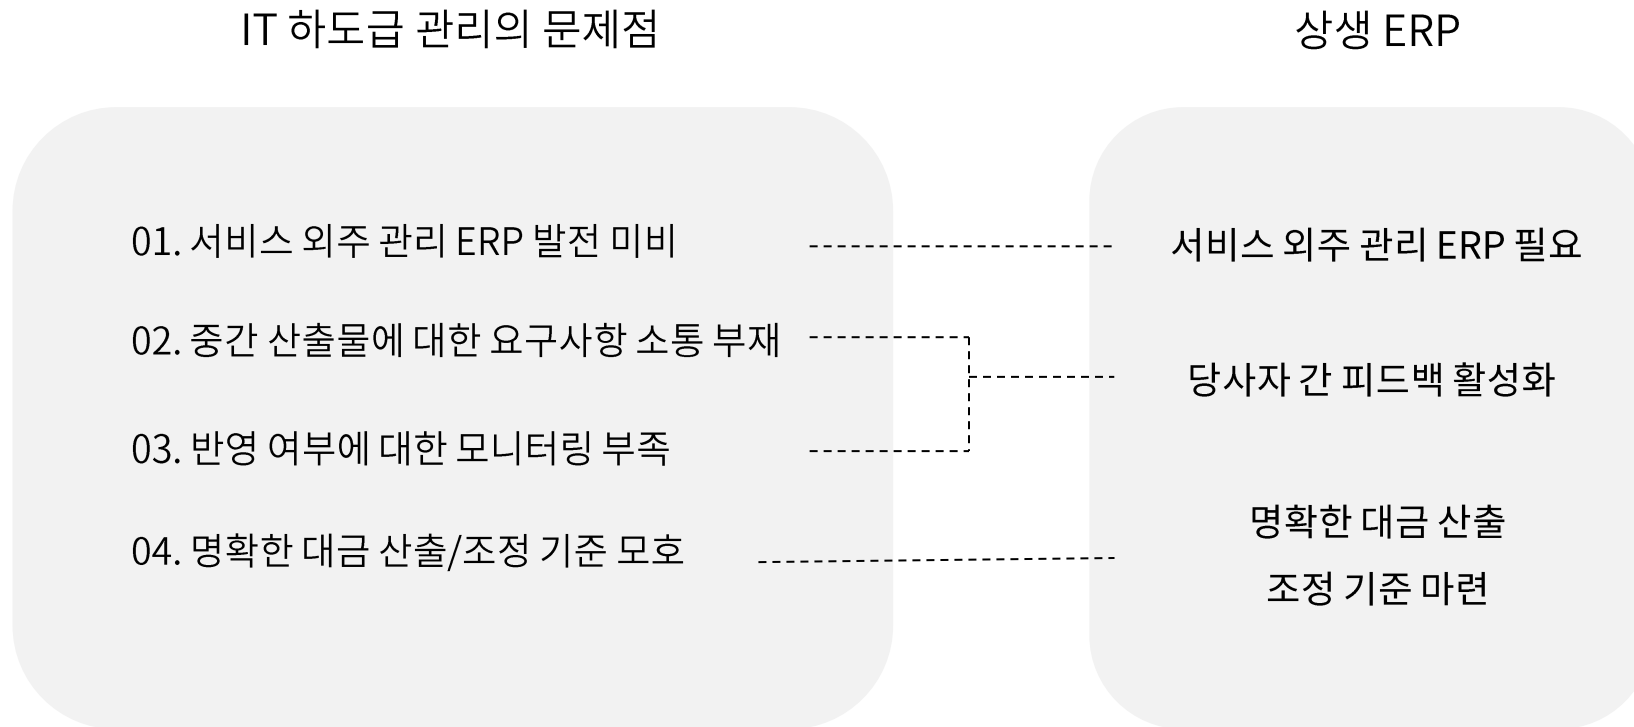 IT 하도급 관리의 문제점
상생 ERP
01. 서비스 외주 관리 ERP 발전 미비
02. 중간 산출물에 대한 요구사항 소통 부재
03. 반영 여부에 대한 모니터링 부족
04. 명확한 대금 산출/조정 기준 모호
서비스 외주 관리 ERP 필요
당사자 간 피드백 활성화
명확한 대금 산출
조정 기준 마련